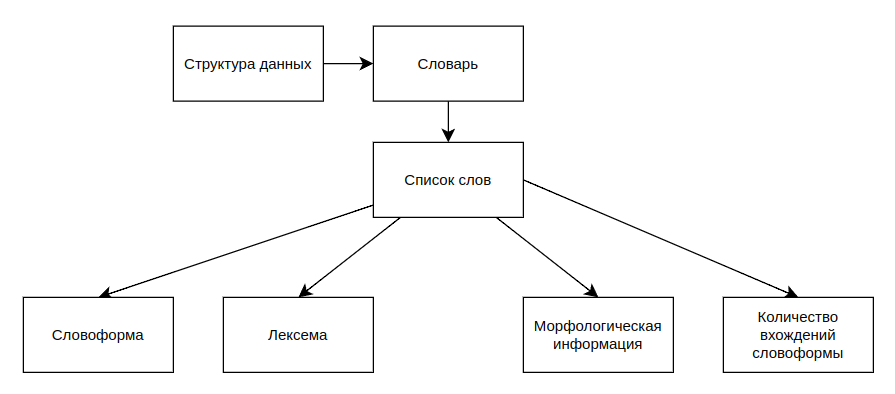 Структура данных
Словарь
Список слов
Словоформа
Лексема
Морфологическая
информация
Количество
вхождений
словоформы